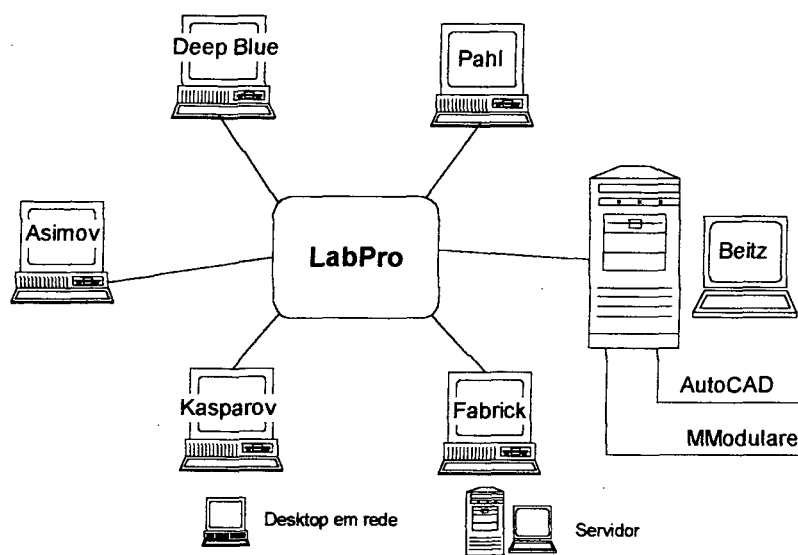 Deep Blue
Pahl
Asimov
LabPro
Beitz
Kasparov
Fabrick
AutoCAD
MModulare
Desktop em rede
Servidor